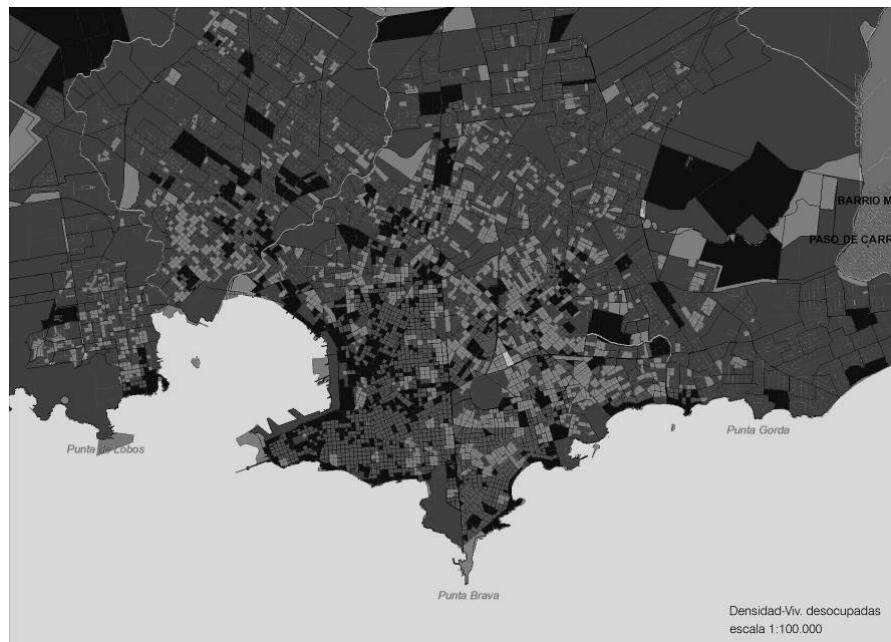 BARRIO M
PASO DE CARR
Punta de Lobos
Punta Gorda
Punta Brava
Densidad-Viv. desocupadas
escala 1:100.000